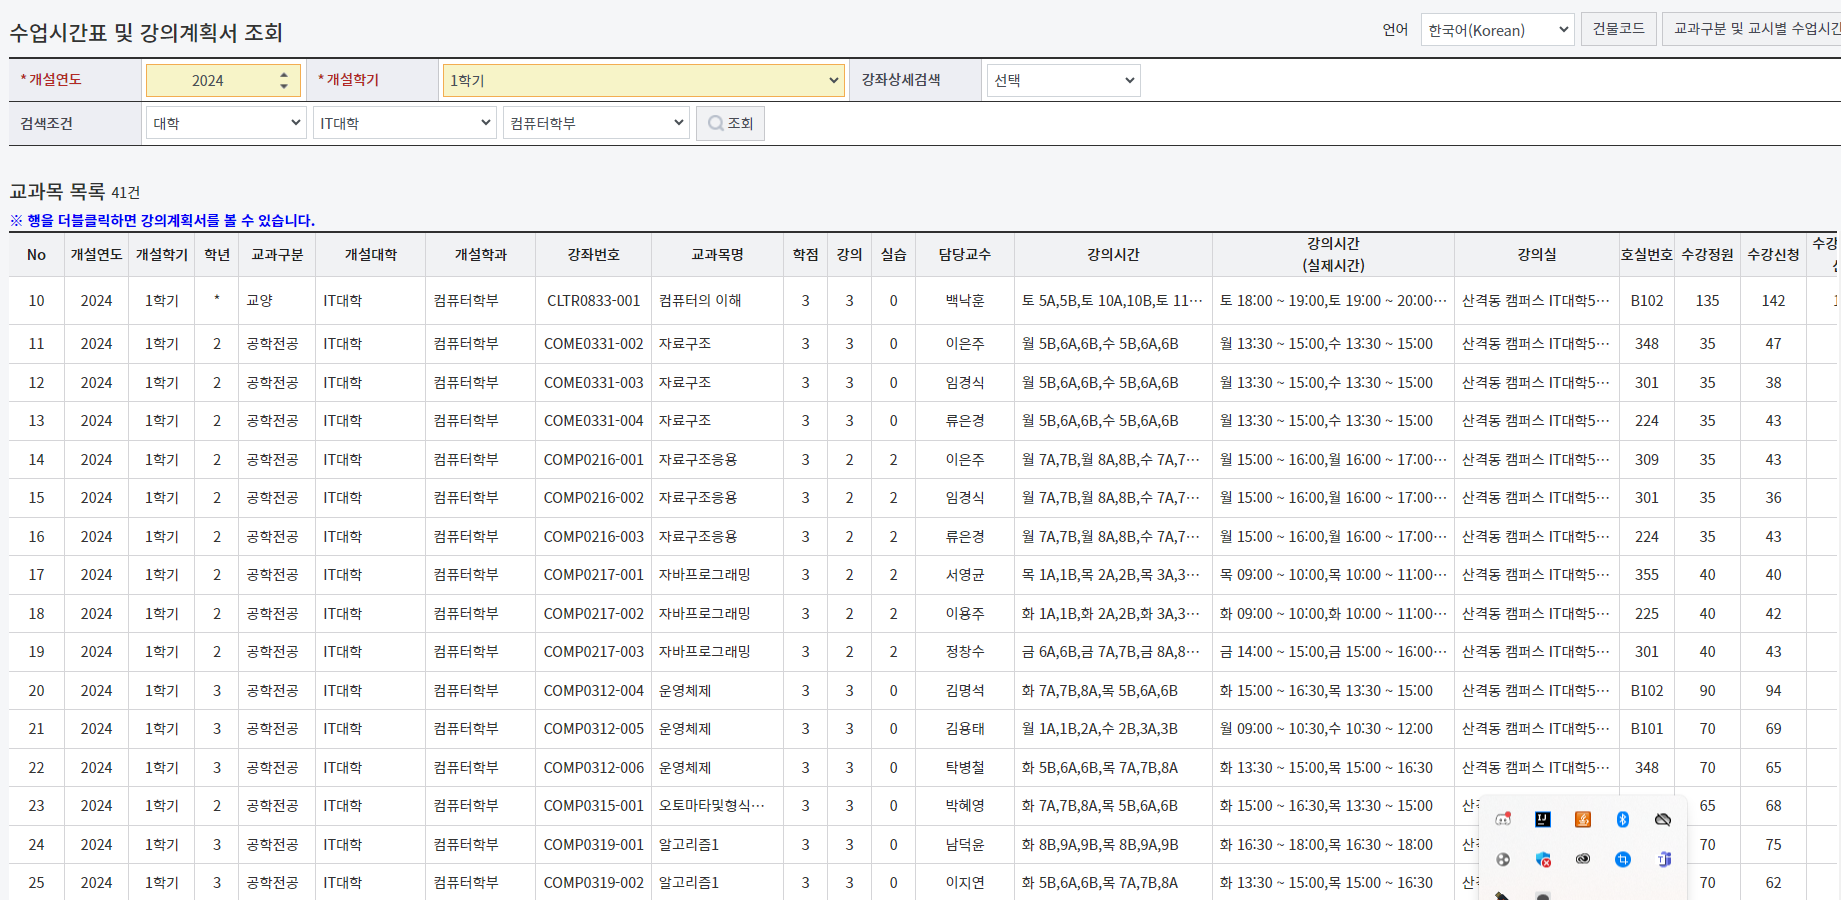 수업시간표 및 강의계획서 조회
언어 한국어(Korean) 건물코드 교과구분 및 교시별 수업시간
*개설연도 2024 *개설학기 1학기 강좌상세검색 선택
검색조건 대학 IT대학 컴퓨터학부 조회
교과목 목록 41건
※ 행을 더블클릭하면 강의계획서를 볼 수 있습니다.
No 개설연도 개설학기 학년 교과구분 개설대학 개설학과 강좌번호 교과목명 학점 강의 실습 담당교수 강의시간 강의시간 (실제시간) 강의실 호실번호 수강정원 수강신청 수강
10 2024 1학기 * 교양 IT대학 컴퓨터학부 CLTR0833-001 컴퓨터의 이해 3 3 0 백낙훈 토 5A,5B,토 10A,10B,토 11… 토 18:00 ~ 19:00,토 19:00 ~ 20:00… 산격동 캠퍼스 IT대학5… B102 135 142
11 2024 1학기 2 공학전공 IT대학 컴퓨터학부 COME0331-002 자료구조 3 3 0 이은주 월 5B,6A,6B,수 5B,6A,6B 월 13:30 ~ 15:00,수 13:30 ~ 15:00 산격동 캠퍼스 IT대학5… 348 35 47
12 2024 1학기 2 공학전공 IT대학 컴퓨터학부 COME0331-003 자료구조 3 3 0 임경식 월 5B,6A,6B,수 5B,6A,6B 월 13:30 ~ 15:00,수 13:30 ~ 15:00 산격동 캠퍼스 IT대학5… 301 35 38
13 2024 1학기 2 공학전공 IT대학 컴퓨터학부 COME0331-004 자료구조 3 3 0 류은경 월 5B,6A,6B,수 5B,6A,6B 월 13:30 ~ 15:00,수 13:30 ~ 15:00 산격동 캠퍼스 IT대학5… 224 35 43
14 2024 1학기 2 공학전공 IT대학 컴퓨터학부 COMP0216-001 자료구조응용 3 2 2 이은주 월 7A,7B,월 8A,8B,수 7A,7… 월 15:00 ~ 16:00,월 16:00 ~ 17:00… 산격동 캠퍼스 IT대학5… 309 35 43
15 2024 1학기 2 공학전공 IT대학 컴퓨터학부 COMP0216-002 자료구조응용 3 2 2 임경식 월 7A,7B,월 8A,8B,수 7A,7… 월 15:00 ~ 16:00,월 16:00 ~ 17:00… 산격동 캠퍼스 IT대학5… 301 35 36
16 2024 1학기 2 공학전공 IT대학 컴퓨터학부 COMP0216-003 자료구조응용 3 2 2 류은경 월 7A,7B,월 8A,8B,수 7A,7… 월 15:00 ~ 16:00,월 16:00 ~ 17:00… 산격동 캠퍼스 IT대학5… 224 35 43
17 2024 1학기 2 공학전공 IT대학 컴퓨터학부 COMP0217-001 자바프로그래밍 3 2 2 서영균 목 1A,1B,목 2A,2B,목 3A,3… 목 09:00 ~ 10:00,목 10:00 ~ 11:00… 산격동 캠퍼스 IT대학5… 355 40 40
18 2024 1학기 2 공학전공 IT대학 컴퓨터학부 COMP0217-002 자바프로그래밍 3 2 2 이용주 화 1A,1B,화 2A,2B,화 3A,3… 화 09:00 ~ 10:00,화 10:00 ~ 11:00… 산격동 캠퍼스 IT대학5… 225 40 42
19 2024 1학기 2 공학전공 IT대학 컴퓨터학부 COMP0217-003 자바프로그래밍 3 2 2 정창수 금 6A,6B,금 7A,7B,금 8A,8… 금 14:00 ~ 15:00,금 15:00 ~ 16:00… 산격동 캠퍼스 IT대학5… 301 40 43
20 2024 1학기 3 공학전공 IT대학 컴퓨터학부 COMP0312-004 운영체제 3 3 0 김명석 화 7A,7B,8A,목 5B,6A,6B 화 15:00 ~ 16:30,목 13:30 ~ 15:00 산격동 캠퍼스 IT대학5… B102 90 94
21 2024 1학기 3 공학전공 IT대학 컴퓨터학부 COMP0312-005 운영체제 3 3 0 김용태 월 1A,1B,2A,수 2B,3A,3B 월 09:00 ~ 10:30,수 10:30 ~ 12:00 산격동 캠퍼스 IT대학5… B101 70 69
22 2024 1학기 3 공학전공 IT대학 컴퓨터학부 COMP0312-006 운영체제 3 3 0 탁병철 화 5B,6A,6B,목 7A,7B,8A 화 13:30 ~ 15:00,목 15:00 ~ 16:30 산격동 캠퍼스 IT대학5… 348 70 65
23 2024 1학기 2 공학전공 IT대학 컴퓨터학부 COMP0315-001 오토마타및형식… 3 3 0 박혜영 화 7A,7B,8A,목 5B,6A,6B 화 15:00 ~ 16:30,목 13:30 ~ 15:00 산 65 68
24 2024 1학기 3 공학전공 IT대학 컴퓨터학부 COMP0319-001 알고리즘1 3 3 0 남덕윤 화 8B,9A,9B,목 8B,9A,9B 화 16:30 ~ 18:00,목 16:30 ~ 18:00 산 70 75
25 2024 1학기 3 공학전공 IT대학 컴퓨터학부 COMP0319-002 알고리즘1 3 3 0 이지연 화 5B,6A,6B,목 7A,7B,8A 화 13:30 ~ 15:00,목 15:00 ~ 16:30 산 70 62